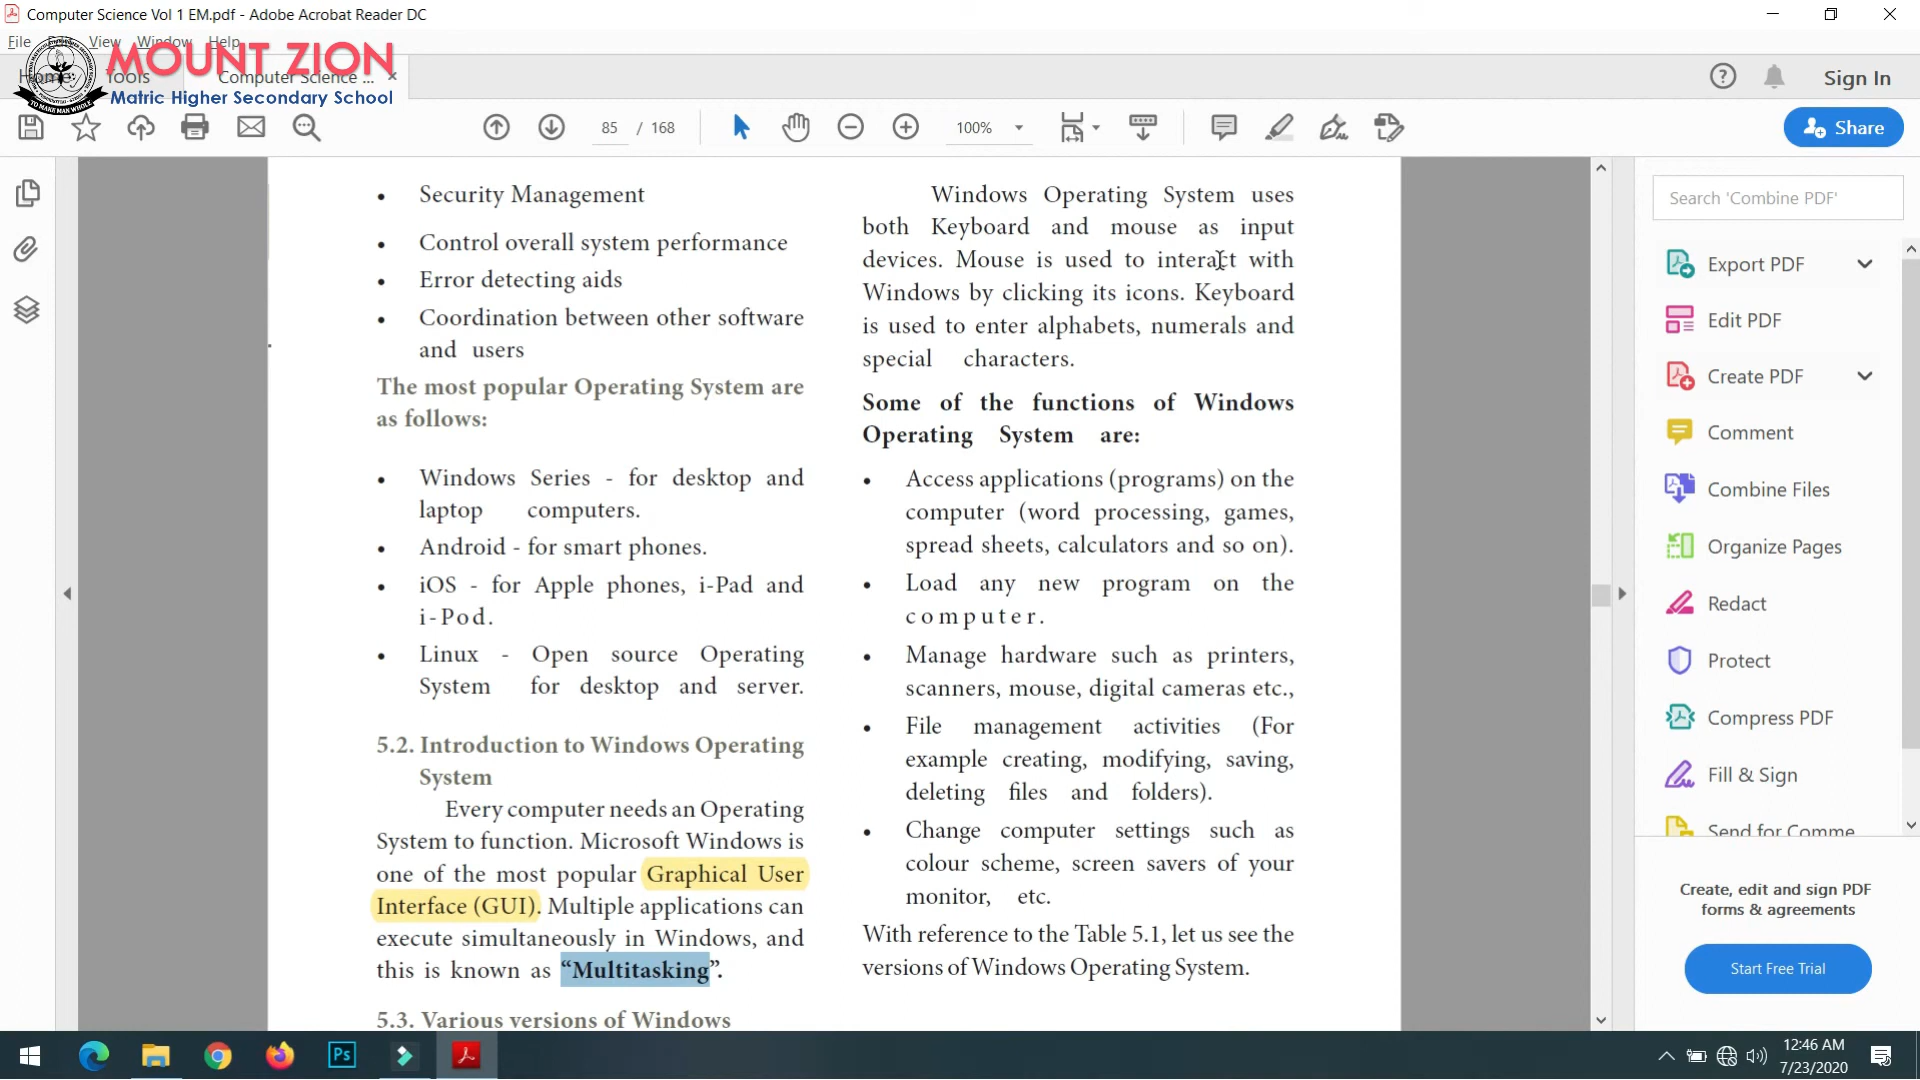 Computer Science Vol 1 EM.pdf - Adobe Acrobat Reader DC
File Edit View Window Help
MOUNT ZION
Matric Higher Secondary School
TO MAKE MAN WHOLE
Home Tools Computer Science ... ×
Sign In
85 / 168
100%
Share
Security Management
• Control overall system performance
• Error detecting aids
• Coordination between other software
and users
The most popular Operating System are
as follows:
• Windows Series - for desktop and
laptop computers.
• Android - for smart phones.
• iOS - for Apple phones, i-Pad and
i-Pod.
• Linux - Open source Operating
System for desktop and server.
5.2. Introduction to Windows Operating
System
Every computer needs an Operating
System to function. Microsoft Windows is
one of the most popular Graphical User
Interface (GUI). Multiple applications can
execute simultaneously in Windows, and
this is known as “Multitasking”.
5.3. Various versions of Windows
Windows Operating System uses
both Keyboard and mouse as input
devices. Mouse is used to interact with
Windows by clicking its icons. Keyboard
is used to enter alphabets, numerals and
special characters.
Some of the functions of Windows
Operating System are:
• Access applications (programs) on the
computer (word processing, games,
spread sheets, calculators and so on).
• Load any new program on the
computer.
• Manage hardware such as printers,
scanners, mouse, digital cameras etc.,
• File management activities (For
example creating, modifying, saving,
deleting files and folders).
• Change computer settings such as
colour scheme, screen savers of your
monitor, etc.
With reference to the Table 5.1, let us see the
versions of Windows Operating System.
Search 'Combine PDF'
Export PDF
Edit PDF
Create PDF
Comment
Combine Files
Organize Pages
Redact
Protect
Compress PDF
Fill & Sign
Send for Comme
Create, edit and sign PDF
forms & agreements
Start Free Trial
Ps
12:46 AM
7/23/2020